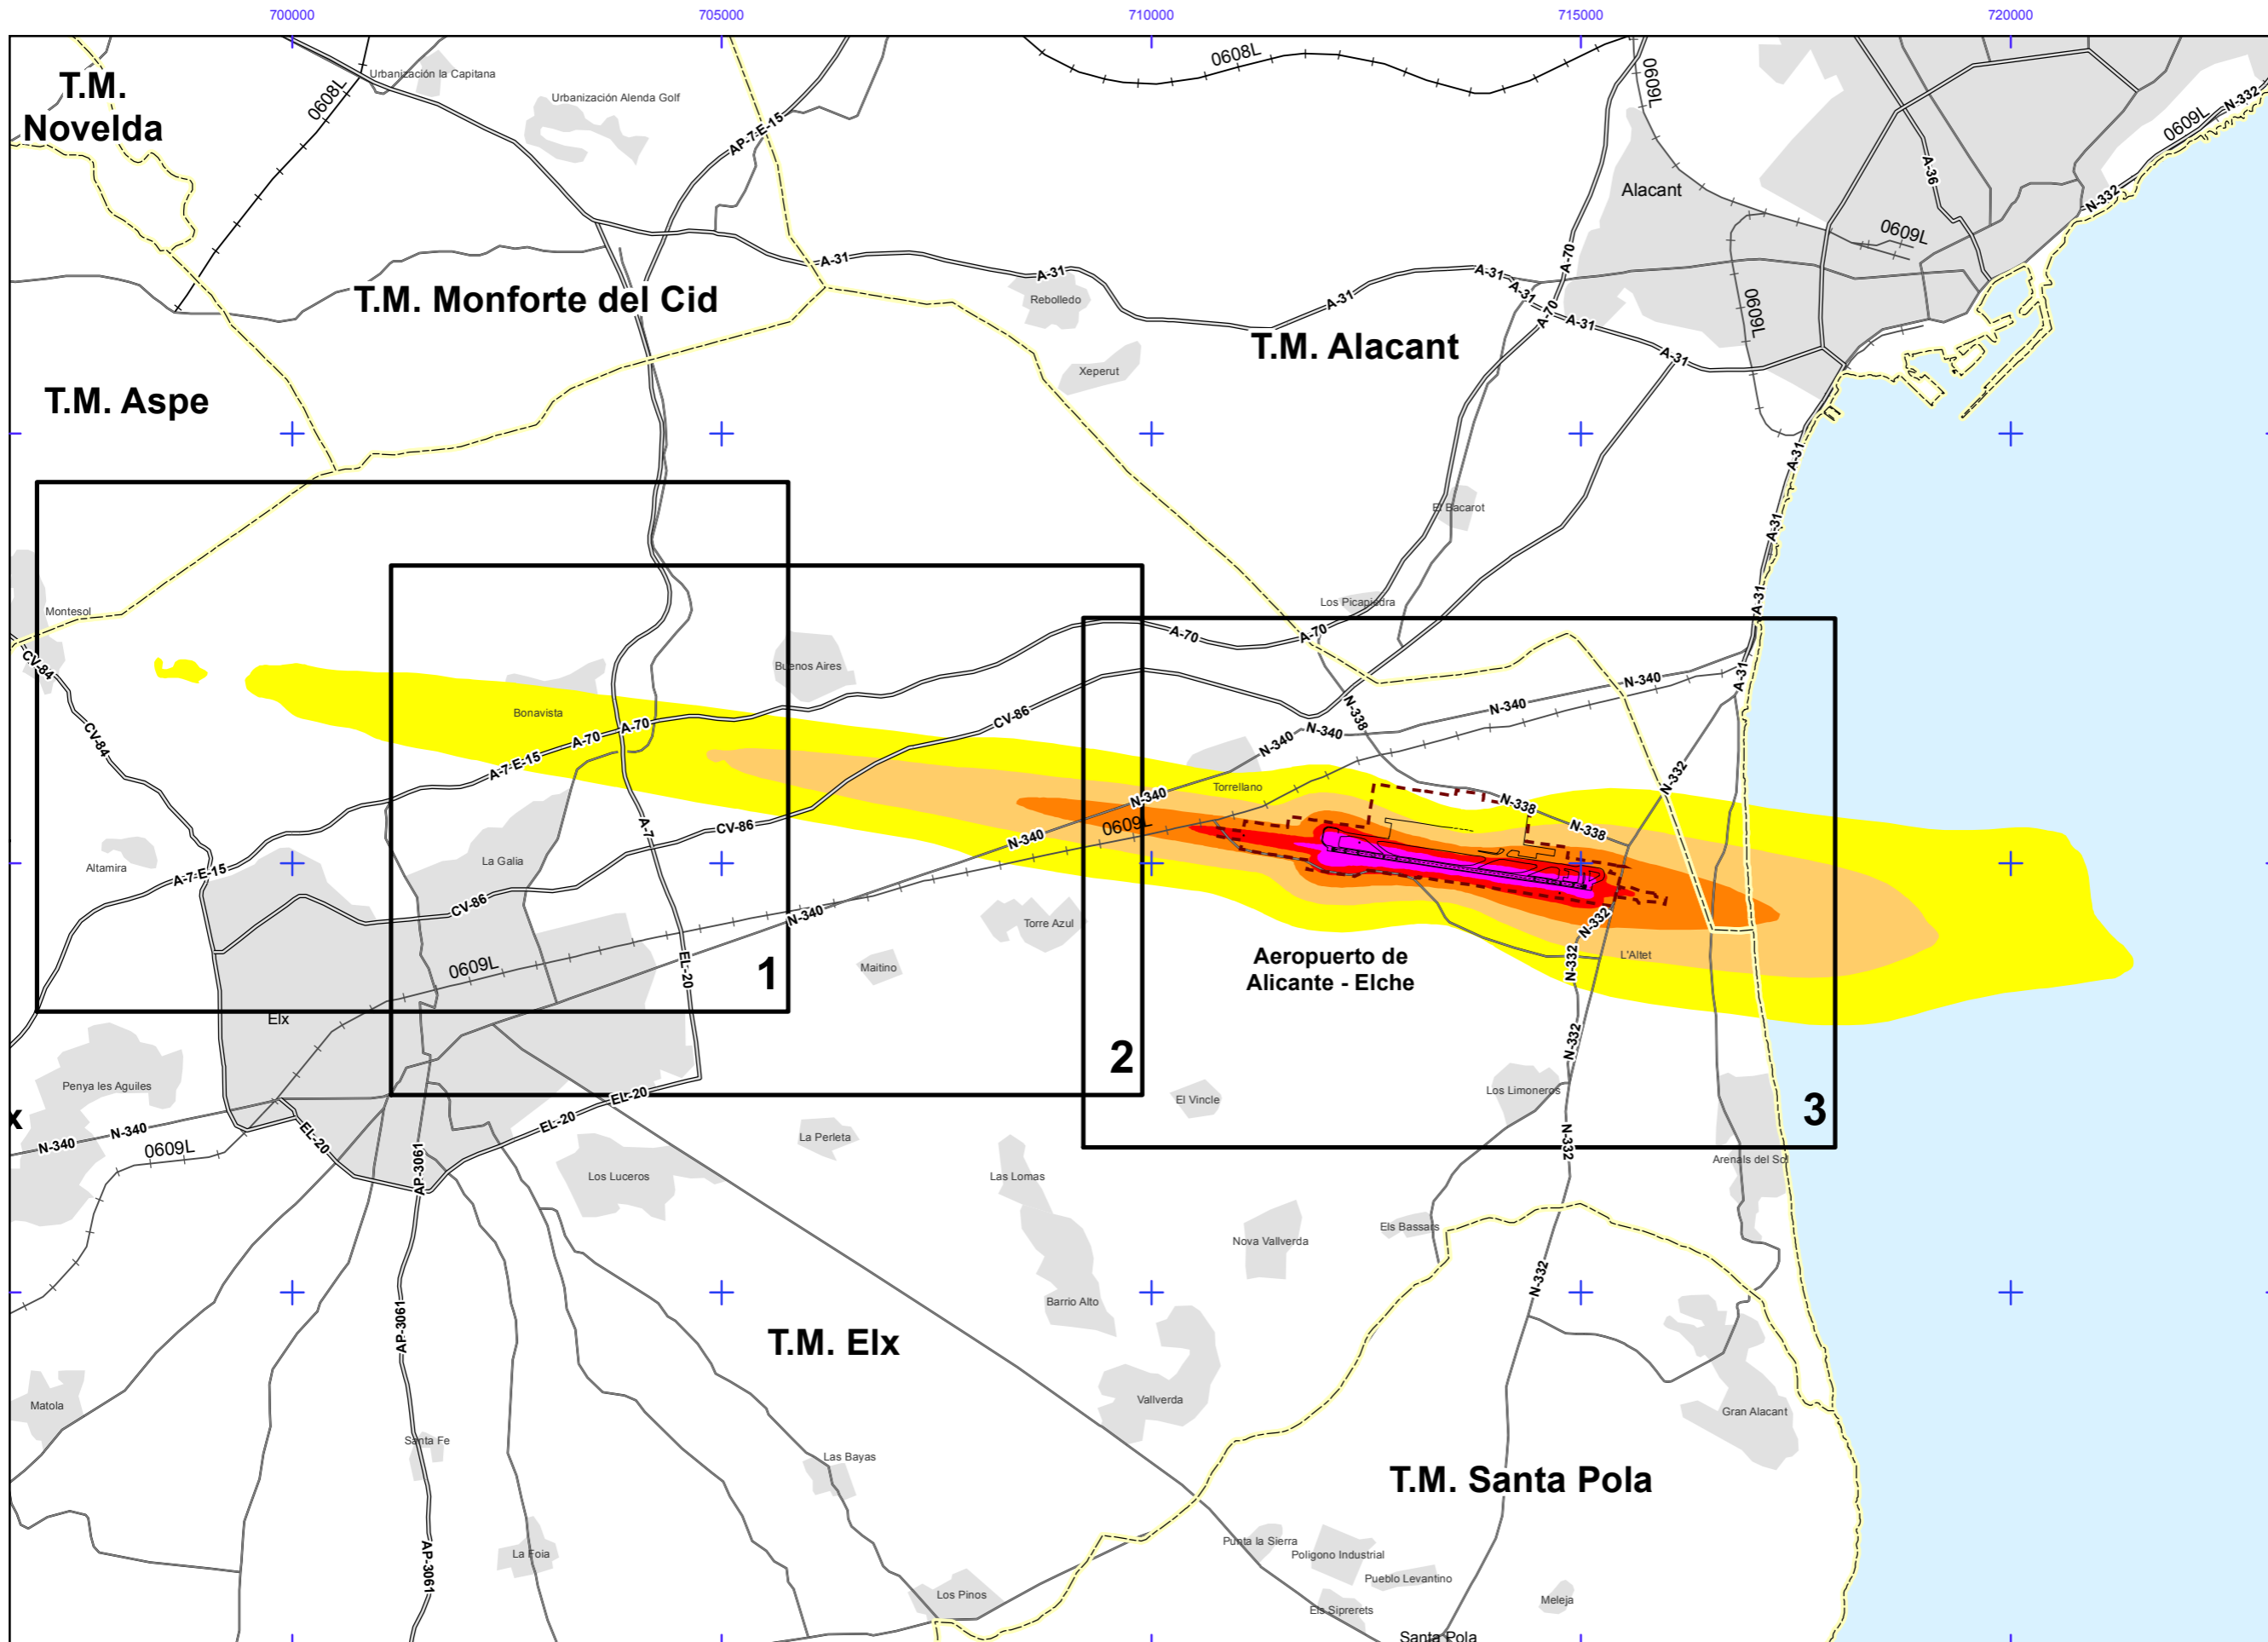 700000
705000
710000
715000
720000
T.M.
Novelda
Urbanización la Capitana
Urbanización Alenda Golf
0608L
0608L
0609L
0609L
N-332
AP-7-E-15
A-36
N-332
Alacant
0609L
A-31
A-31
A-31
A-70
A-31
A-31
A-70
A-31
A-31
0609L
T.M. Monforte del Cid
Rebolledo
T.M. Alacant
Xeperut
T.M. Aspe
A-31
El Bacarot
A-31
Montesol
Los Picapiedra
A-31
CV-84
Buenos Aires
A-70
A-70
A-31
N-340
Bonavista
A-70
A-70
CV-86
N-338
N-340
N-340
N-340
CV-84
A-7-E-15
N-332
Torrellano
N-340
N-338
N-338
A-7
CV-86
N-340
0609L
Altamira
A-7-E-15
La Galia
CV-86
N-340
Torre Azul
N-332
Aeropuerto de
Alicante - Elche
L'Altet
N-332
Maitino
0609L
EL-20
1
Elx
2
N-332
Penya les Aguiles
El Vincle
Los Limoneros
3
x
EL-20
N-340
N-340
0609L
EL-20
EL-20
La Perleta
N-332
AP-3061
Los Luceros
Las Lomas
Arenals del Sol
Els Bassars
Nova Vallverda
N-332
Barrio Alto
AP-3061
T.M. Elx
Matola
Vallverda
Gran Alacant
Santa Fe
Las Bayas
T.M. Santa Pola
AP-3061
La Foia
Punta la Sierra
Poligono Industrial
Pueblo Levantino
Los Pinos
Meleja
Els Siprerets
Santa Pola